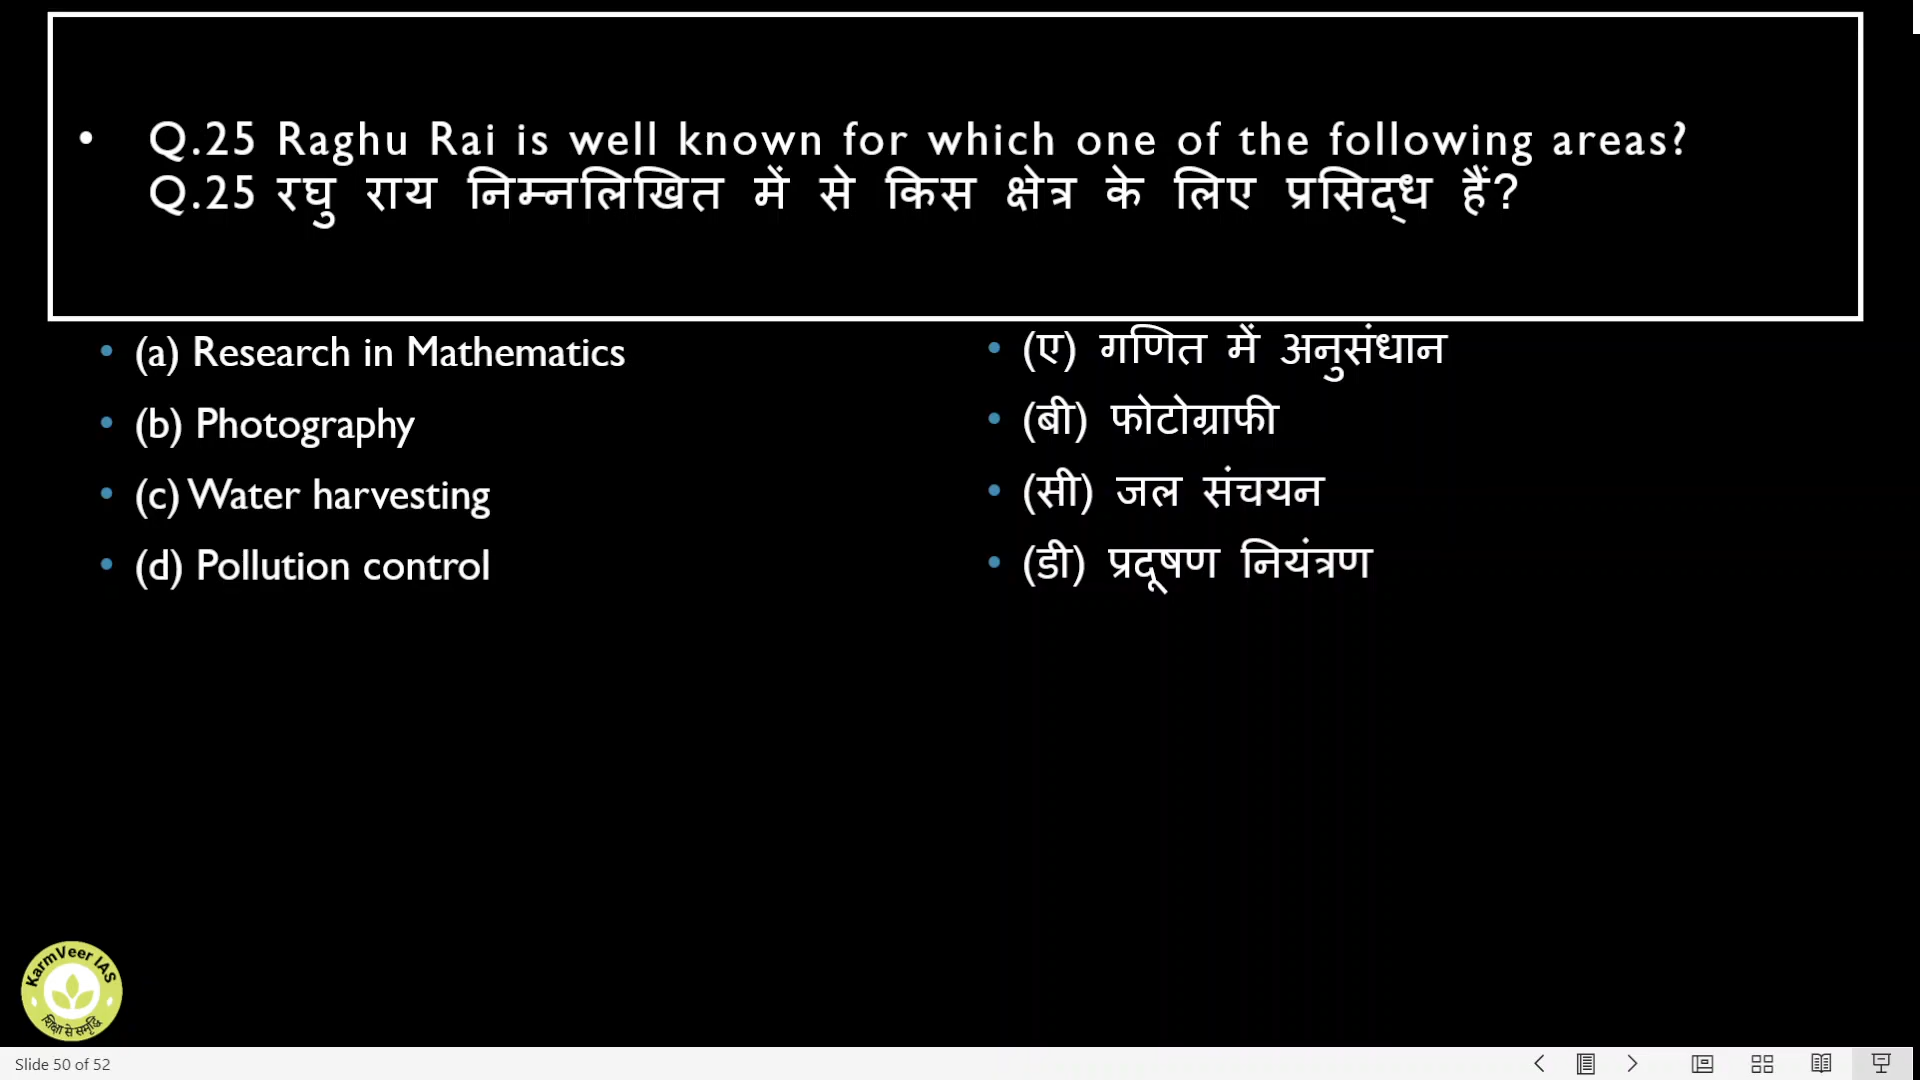 • Q.25 Raghu Rai is well known for which one of the following areas?
Q.25 रघु राय निम्नलिखित में से किस क्षेत्र के लिए प्रसिद्ध हैं?
• (a) Research in Mathematics
• (b) Photography
• (c) Water harvesting
• (d) Pollution control
• (ए) गणित में अनुसंधान
• (बी) फोटोग्राफी
• (सी) जल संचयन
• (डी) प्रदूषण नियंत्रण
KarmVeer IAS
शिक्षा से समृद्धि
Slide 50 of 52